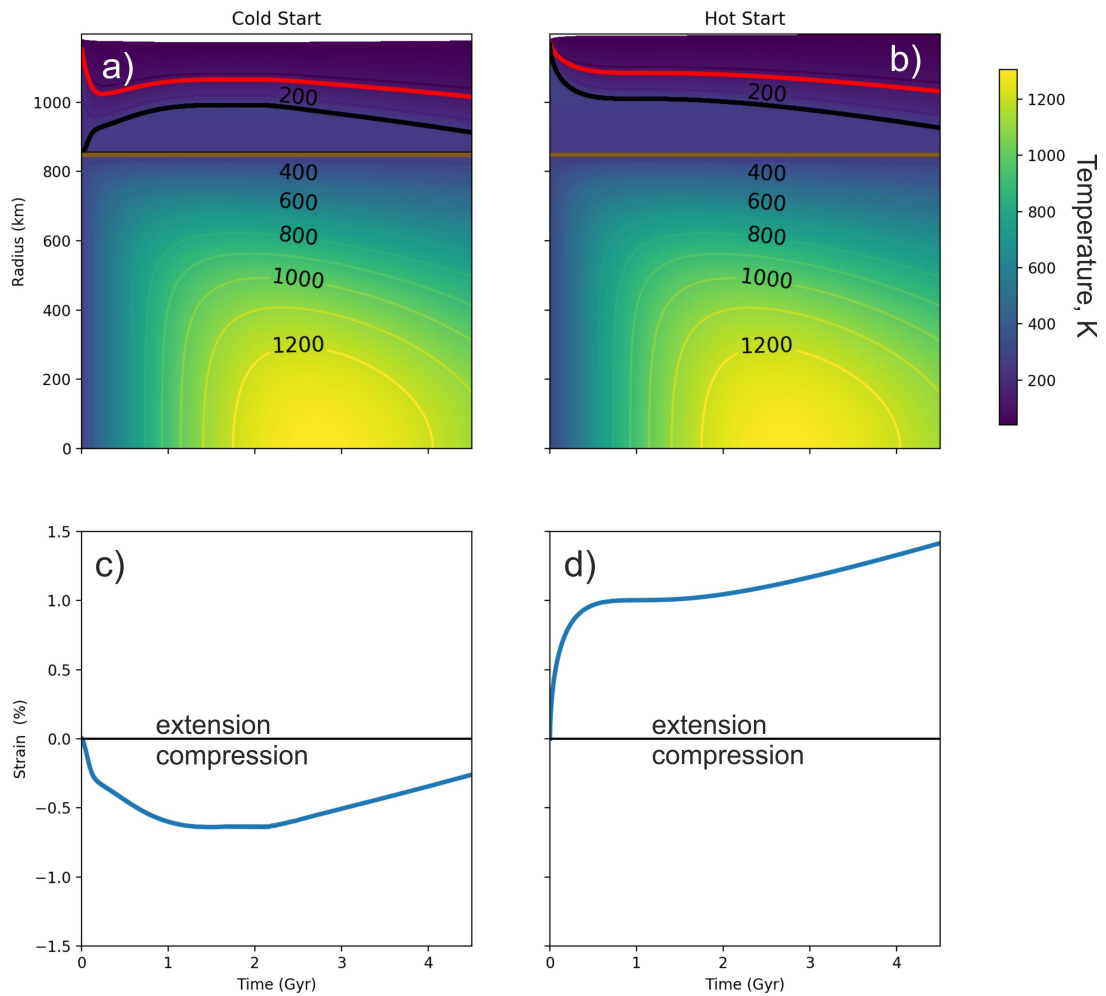 Cold Start
Hot Start
a)
b)
200
400
600
800
1000
1200
200
400
600
800
1000
1200
1000
800
600
400
200
0
Radius (km)
1200
1000
800
600
400
200
Temperature, K
c)
d)
extension
compression
extension
compression
1.5
1.0
0.5
0.0
−0.5
−1.0
−1.5
Strain (%)
0 1 2 3 4
Time (Gyr)
0 1 2 3 4
Time (Gyr)